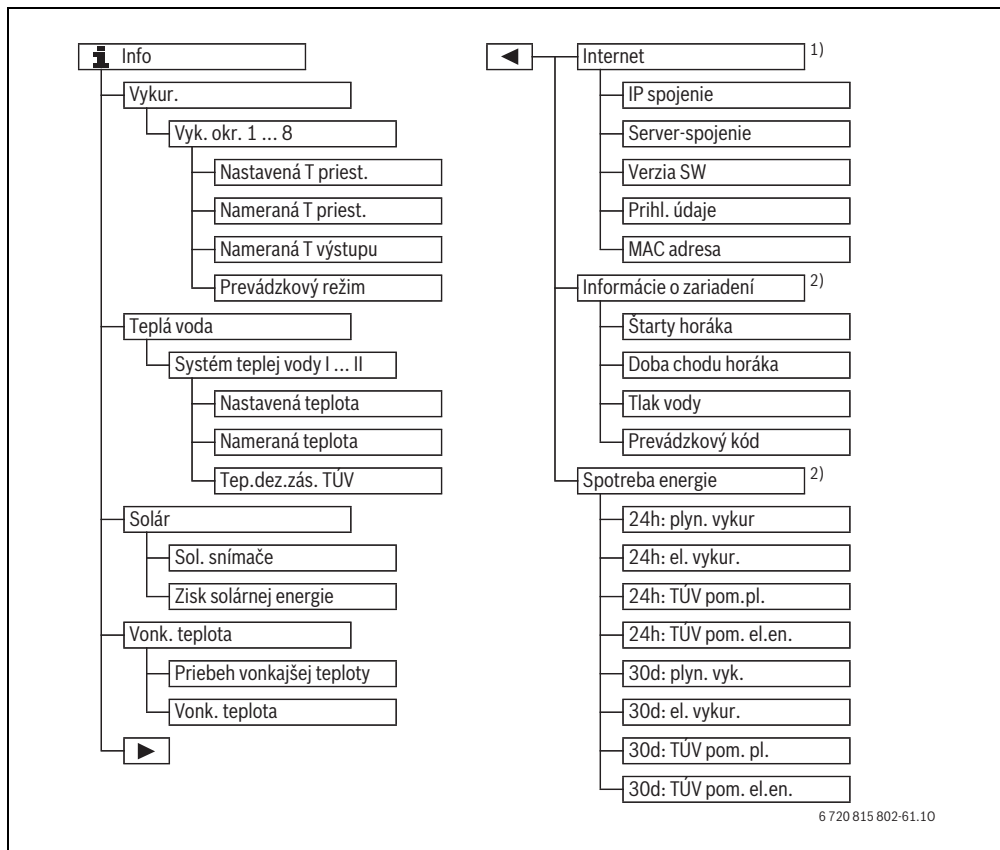 Info
Vykur.
Vyk. okr. 1 ... 8
Nastavená T priest.
Nameraná T priest.
Nameraná T výstupu
Prevádzkový režim
Teplá voda
Systém teplej vody I ... II
Nastavená teplota
Nameraná teplota
Tep.dez.zás. TÚV
Solár
Sol. snímače
Zisk solárnej energie
Vonk. teplota
Priebeh vonkajšej teploty
Vonk. teplota
Internet 1)
IP spojenie
Server-spojenie
Verzia SW
Prihl. údaje
MAC adresa
Informácie o zariadení 2)
Štarty horáka
Doba chodu horáka
Tlak vody
Prevádzkový kód
Spotreba energie 2)
24h: plyn. vykur
24h: el. vykur.
24h: TÚV pom.pl.
24h: TÚV pom. el.en.
30d: plyn. vyk.
30d: el. vykur.
30d: TÚV pom. pl.
30d: TÚV pom. el.en.
6 720 815 802-61.1O